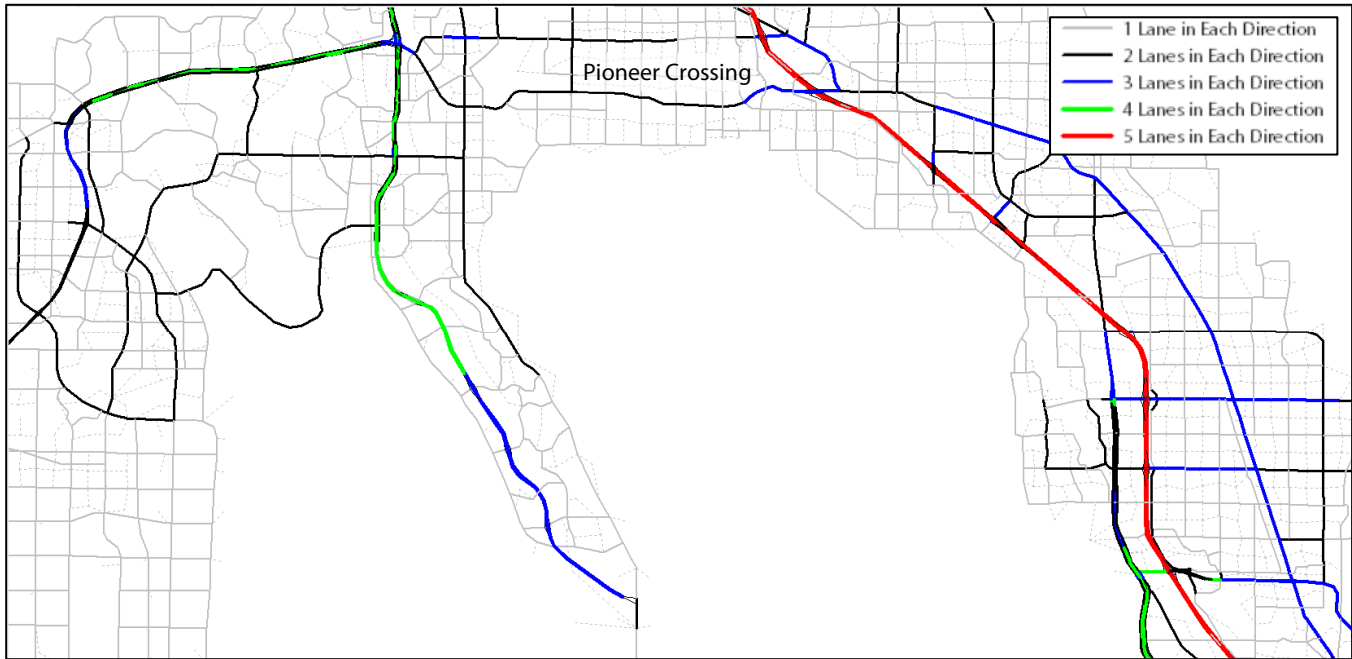 1 Lane in Each Direction
2 Lanes in Each Direction
3 Lanes in Each Direction
4 Lanes in Each Direction
5 Lanes in Each Direction
Pioneer Crossing